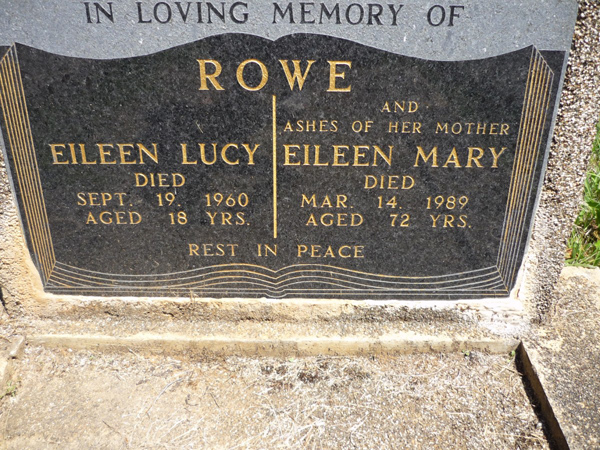 IN LOVING MEMORY OF
ROWE
EILEEN LUCY
DIED
SEPT. 19. 1960
AGED 18 YRS.
AND
ASHES OF HER MOTHER
EILEEN MARY
DIED
MAR. 14. 1989
AGED 72 YRS.
REST IN PEACE